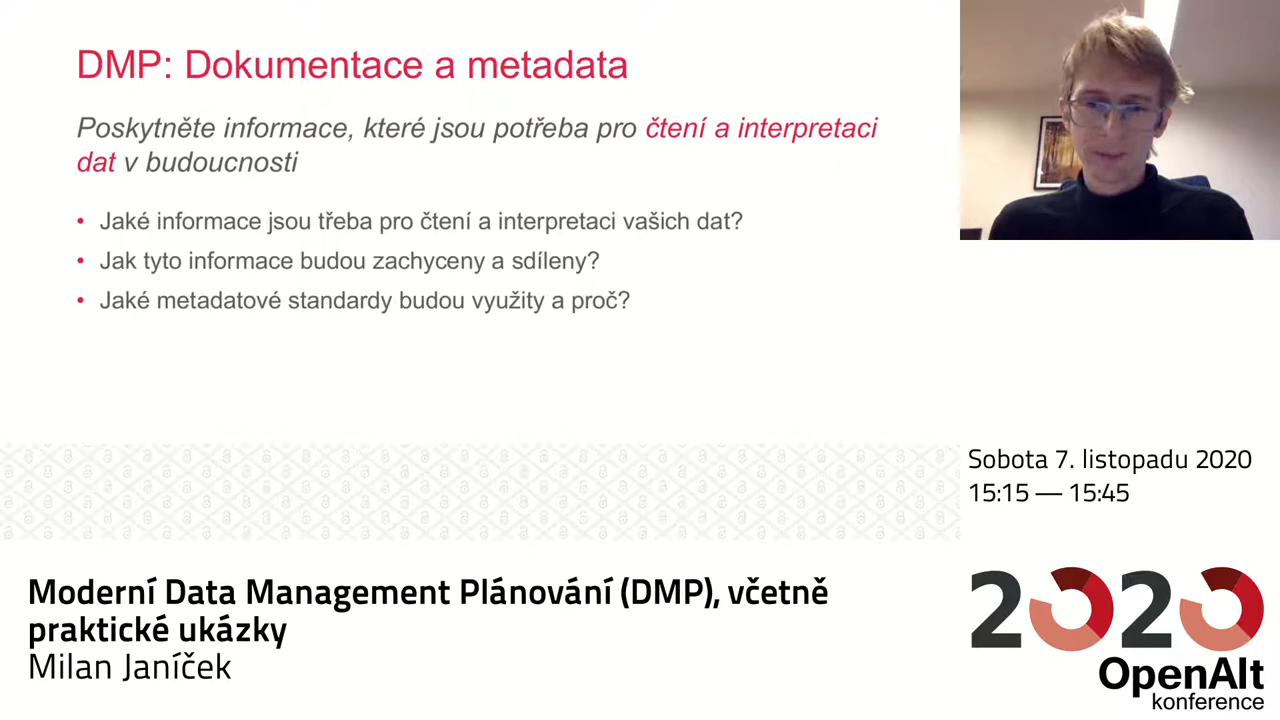 DMP: Dokumentace a metadata
Poskytněte informace, které jsou potřeba pro čtení a interpretaci
dat v budoucnosti
• Jaké informace jsou třeba pro čtení a interpretaci vašich dat?
• Jak tyto informace budou zachyceny a sdíleny?
• Jaké metadatové standardy budou využity a proč?
Sobota 7. listopadu 2020
15:15 — 15:45
Moderní Data Management Plánování (DMP), včetně
praktické ukázky
Milan Janíček
2020
OpenAlt
konference